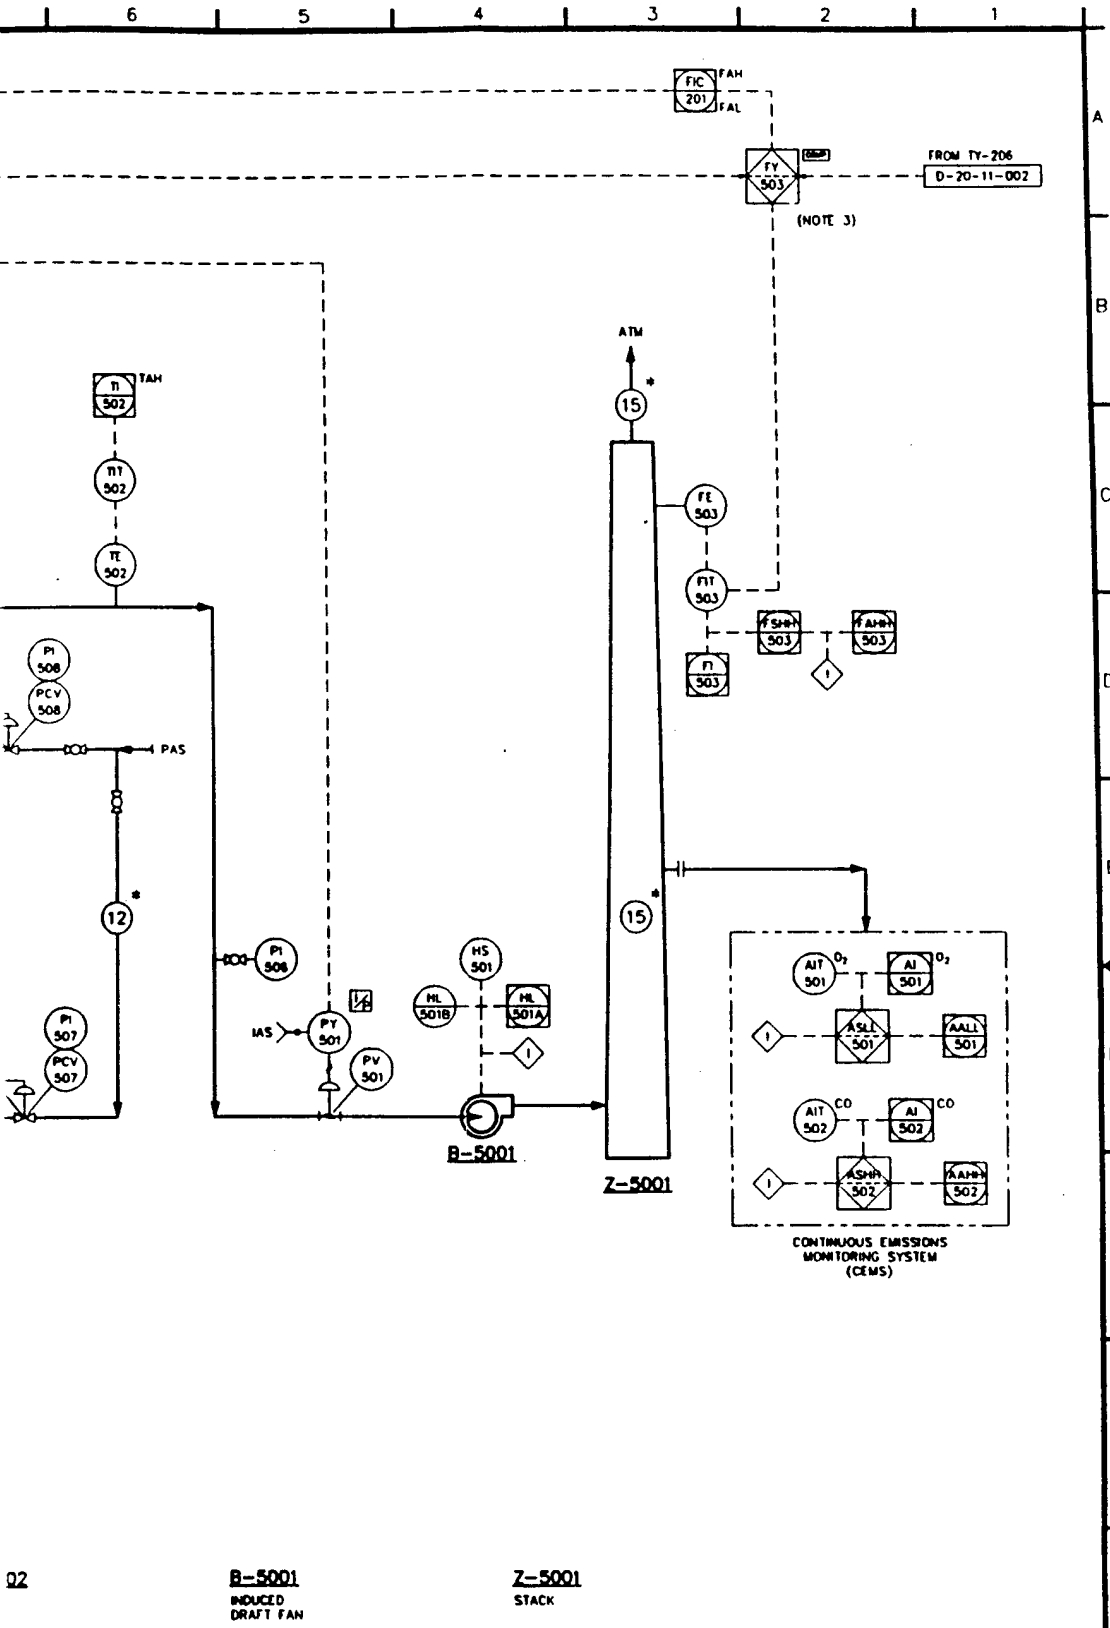 6 5 4 3 2 1
A
B
C
D
E
FIC
201
FAH
FAL
FY
503
(NOTE 3)
FROM TY-206
D-20-11-002
ATM
15
*
TI
502
TAH
TIT
502
TE
502
FE
503
FIT
503
FSHH
503
FAHH
503
I
FI
503
PI
508
PCV
508
PAS
12
*
15
*
PI
506
PI
507
PCV
507
IAS
PY
501
I/P
PV
501
HS
501
HL
501B
HL
501A
I
B-5001
Z-5001
AIT
501
O2
AI
501
O2
I
ASLL
501
AALL
501
AIT
502
CO
AI
502
CO
I
ASHH
502
AAHH
502
CONTINUOUS EMISSIONS
MONITORING SYSTEM
(CEMS)
02
B-5001
INDUCED
DRAFT FAN
Z-5001
STACK